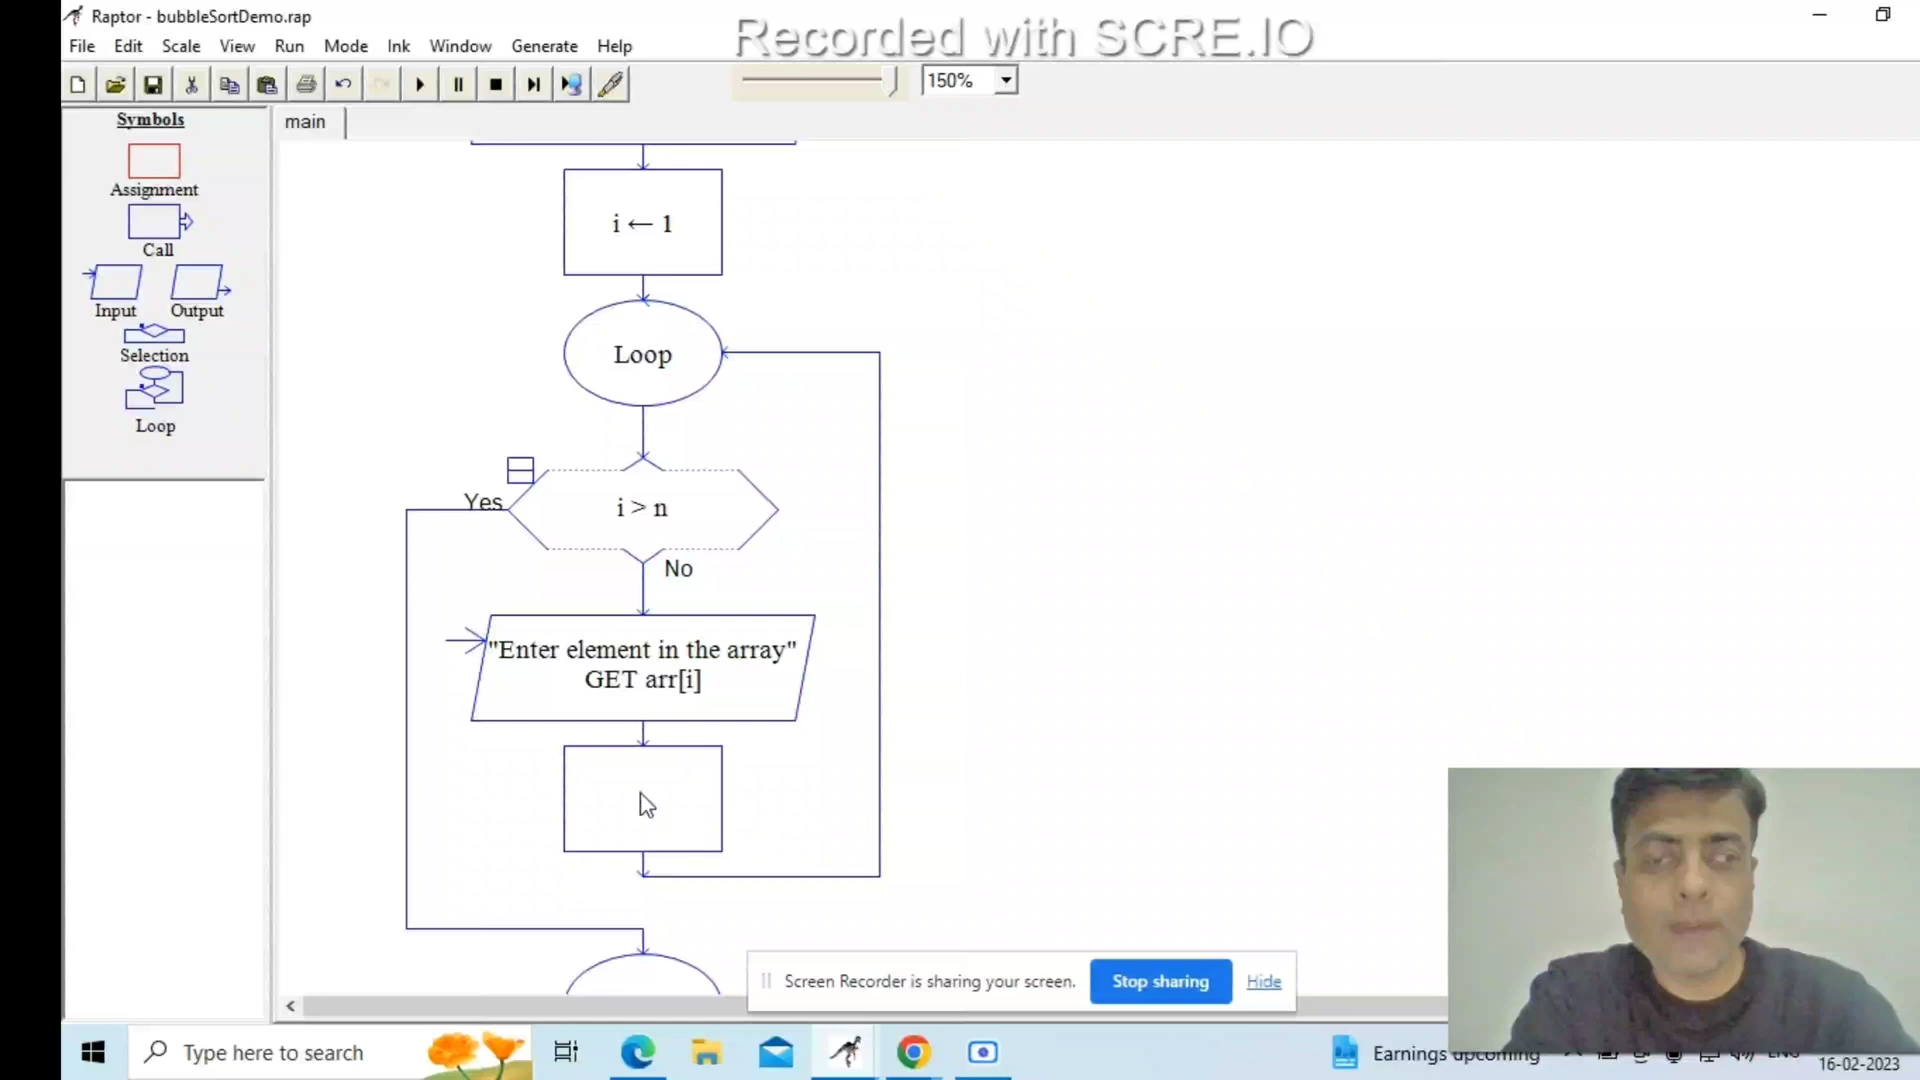 Raptor - bubbleSortDemo.rap
Recorded with SCRE.IO
File Edit Scale View Run Mode Ink Window Generate Help
150%
Symbols
main
Assignment
Call
Input Output
Selection
Loop
i ← 1
Loop
Yes
i > n
No
"Enter element in the array"
GET arr[i]
Screen Recorder is sharing your screen. Stop sharing Hide
Type here to search
Earnings upcoming
ENG
16-02-2023